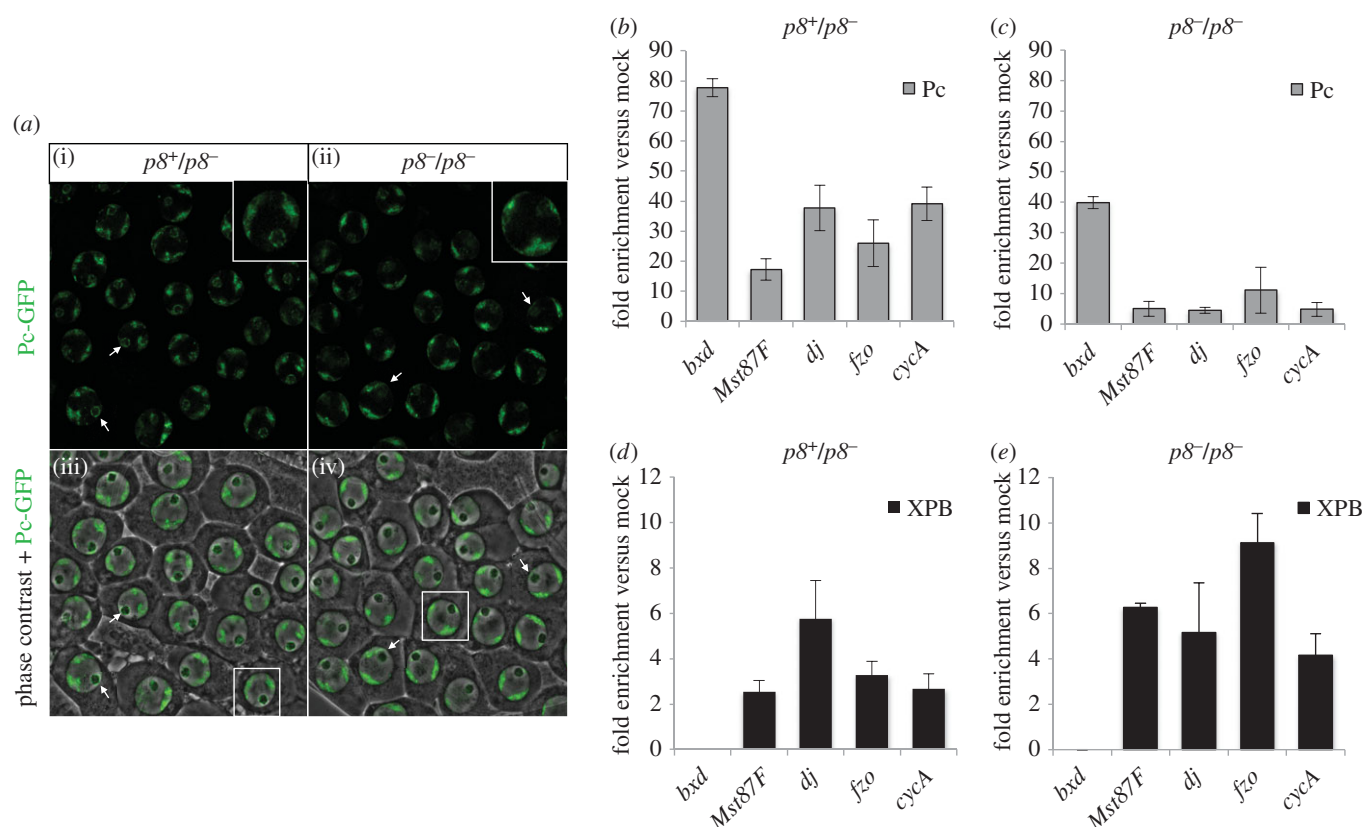 (a)
(i) p8+/p8–
(ii) p8–/p8–
Pc-GFP
phase contrast + Pc-GFP
(iii)
(iv)
(b) p8+/p8–
fold enrichment versus mock
90
80
70
60
50
40
30
20
10
0
Pc
bxd
Mst87F
dj
fzo
cycA
(c) p8–/p8–
fold enrichment versus mock
90
80
70
60
50
40
30
20
10
0
Pc
bxd
Mst87F
dj
fzo
cycA
(d) p8+/p8–
fold enrichment versus mock
12
10
8
6
4
2
0
XPB
bxd
Mst87F
dj
fzo
cycA
(e) p8–/p8–
fold enrichment versus mock
12
10
8
6
4
2
0
XPB
bxd
Mst87F
dj
fzo
cycA